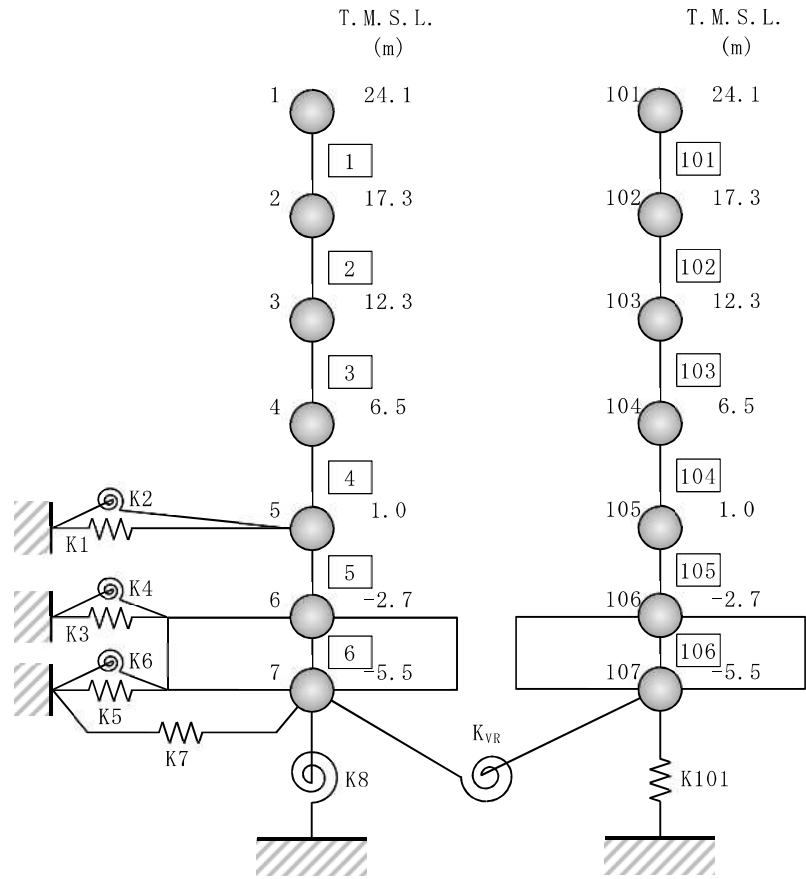 T.M.S.L. T.M.S.L.
(m) (m)
1 24.1 101 24.1
1 101
2 17.3 102 17.3
2 102
3 12.3 103 12.3
3 103
4 6.5 104 6.5
4 104
K2 5 1.0 105 1.0
K1
5 105
K4 6 -2.7 106 -2.7
K3
6 106
K6 7 -5.5 107 -5.5
K5
K7 K8 KVR K101